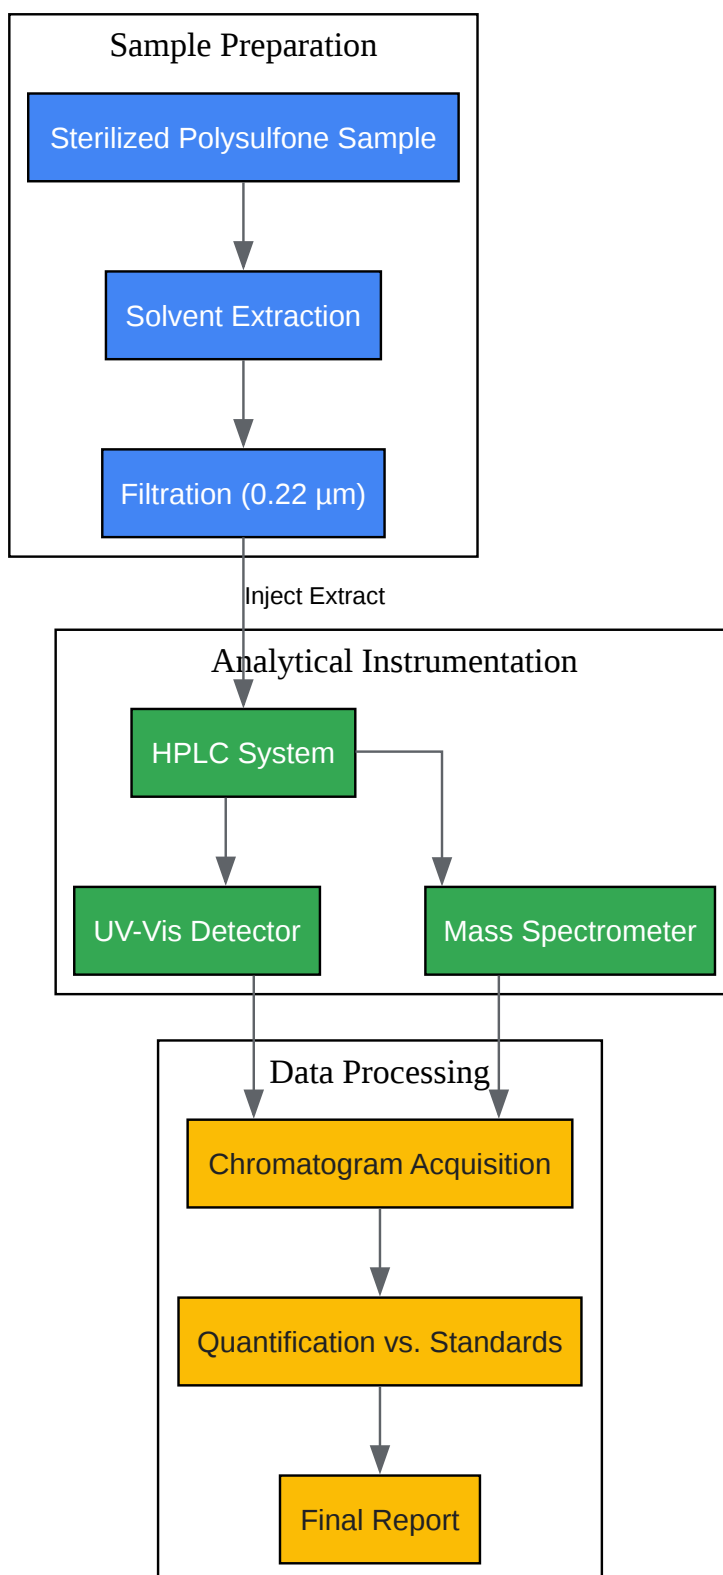 Sample Preparation
Sterilized Polysulfone Sample
Solvent Extraction
Filtration (0.22 µm)
Inject Extract
Analytical Instrumentation
HPLC System
UV-Vis Detector
Mass Spectrometer
Data Processing
Chromatogram Acquisition
Quantification vs. Standards
Final Report